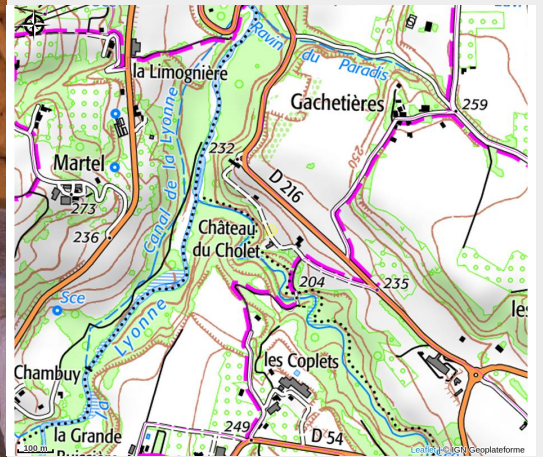 Ravin
du Paradis
la Limognière
Gachetières
259
Canal de la Lyonne
250
232
Martel
D 216
273
236
Château
du Cholet
204
235
Sce
Lyonne
les Coplets
Chambuy
249
D 54
la Grande
100 m
Leaflet | © IGN Geoplateforme